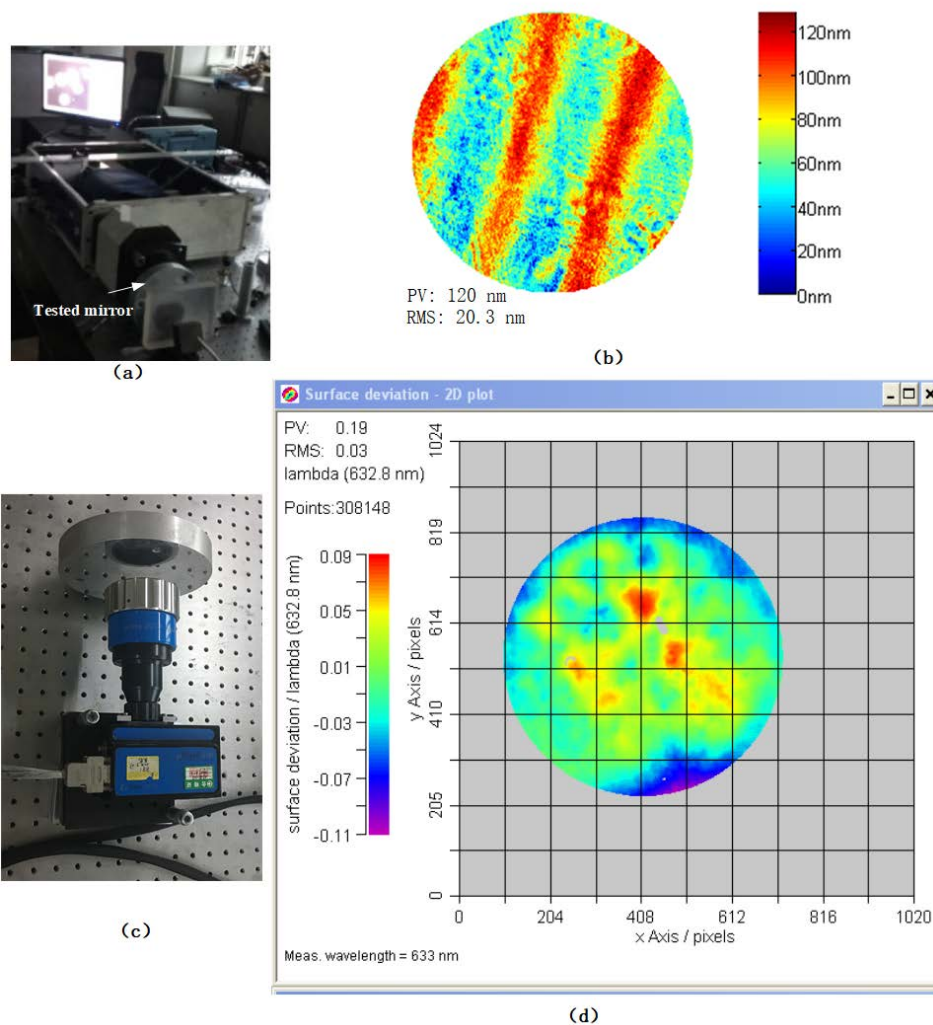 Tested mirror
(a)
120nm
100nm
80nm
60nm
40nm
20nm
0nm
PV: 120 nm
RMS: 20.3 nm
(b)
(c)
Surface deviation - 2D plot
PV: 0.19
RMS: 0.03
lambda (632.8 nm)
Points:308148
0.09
0.05
0.01
-0.03
-0.07
-0.11
surface deviation / lambda (632.8 nm)
1024
819
614
410
205
0
y Axis / pixels
0 204 408 612 816 1020
x Axis / pixels
Meas. wavelength = 633 nm
(d)